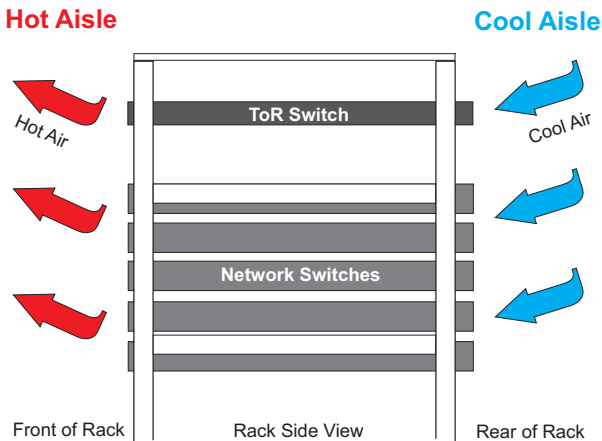 Hot Aisle
Cool Aisle
ToR Switch
Hot Air
Cool Air
Network Switches
Front of Rack
Rack Side View
Rear of Rack